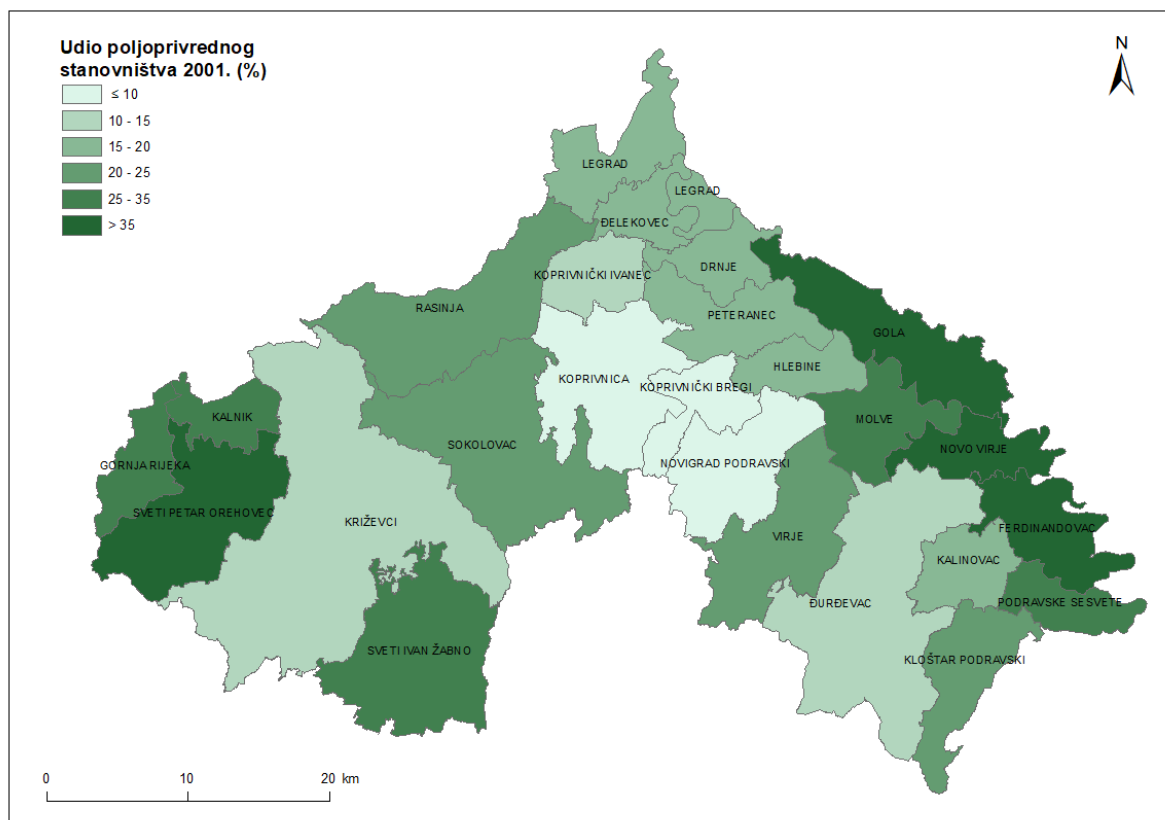 Udio poljoprivrednog
stanovništva 2001. (%)
≤ 10
10 - 15
15 - 20
20 - 25
25 - 35
> 35
N
LEGRAD
LEGRAD
ĐELEKOVEC
DRNJE
KOPRIVNIČKI IVANEC
RASINJA
PETERANEC
GOLA
HLEBINE
KOPRIVNICA
KOPRIVNIČKI BREGI
KALNIK
MOLVE
SOKOLOVAC
NOVO VIRJE
GORNJA RIJEKA
NOVIGRAD PODRAVSKI
SVETI PETAR OREHOVEC
KRIŽEVCI
FERDINANDOVAC
VIRJE
KALINOVAC
ĐURĐEVAC
PODRAVSKE SESVETE
SVETI IVAN ŽABNO
KLOŠTAR PODRAVSKI
0 10 20 km